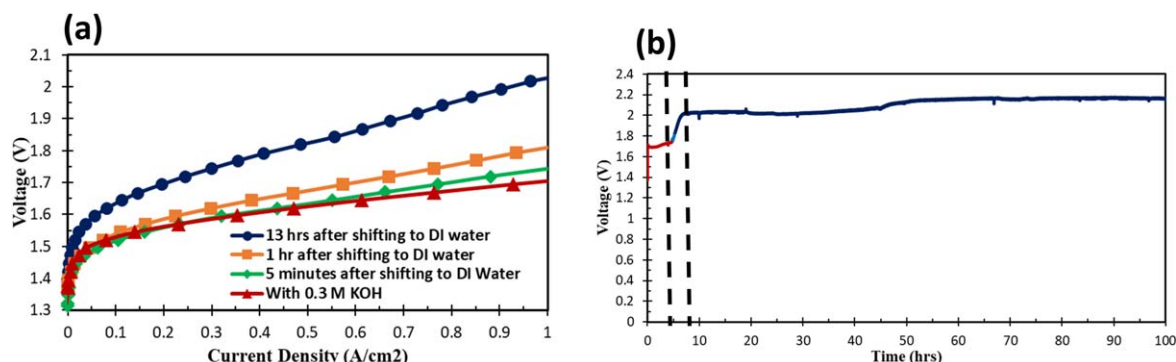 (a)
2.1
2
1.9
1.8
1.7
1.6
1.5
1.4
1.3
Voltage (V)
13 hrs after shifting to DI water
1 hr after shifting to DI water
5 minutes after shifting to DI Water
With 0.3 M KOH
0 0.1 0.2 0.3 0.4 0.5 0.6 0.7 0.8 0.9 1
Current Density (A/cm2)
(b)
2.4
2.2
2
1.8
1.6
1.4
1.2
1
0.8
0.6
0.4
0.2
0
Voltage (V)
0 10 20 30 40 50 60 70 80 90 100
Time (hrs)